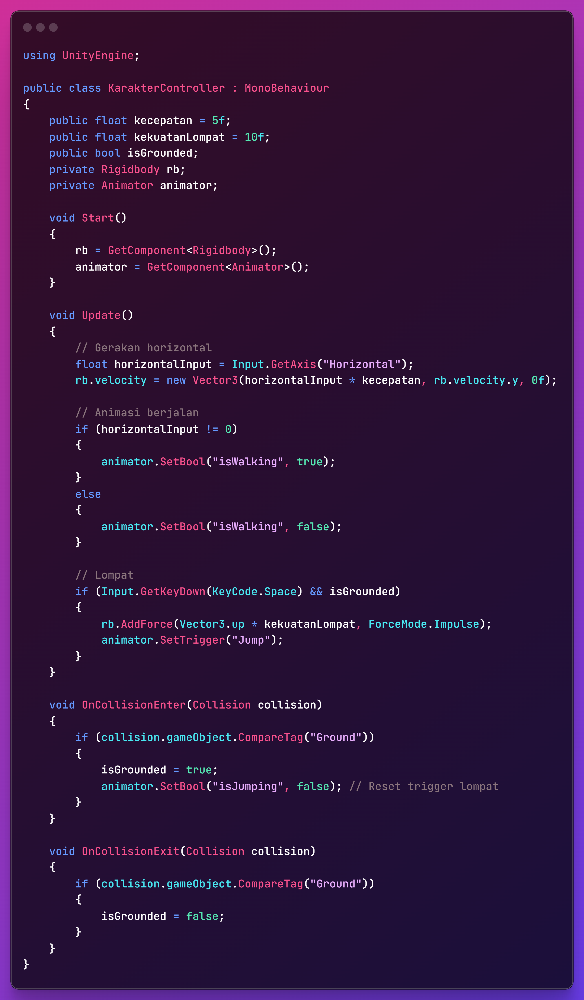 using UnityEngine;

public class KarakterController : MonoBehaviour
{
    public float kecepatan = 5f;
    public float kekuatanLompat = 10f;
    public bool isGrounded;
    private Rigidbody rb;
    private Animator animator;

    void Start()
    {
        rb = GetComponent<Rigidbody>();
        animator = GetComponent<Animator>();
    }

    void Update()
    {
        // Gerakan horizontal
        float horizontalInput = Input.GetAxis("Horizontal");
        rb.velocity = new Vector3(horizontalInput * kecepatan, rb.velocity.y, 0f);

        // Animasi berjalan
        if (horizontalInput != 0)
        {
            animator.SetBool("isWalking", true);
        }
        else
        {
            animator.SetBool("isWalking", false);
        }

        // Lompat
        if (Input.GetKeyDown(KeyCode.Space) && isGrounded)
        {
            rb.AddForce(Vector3.up * kekuatanLompat, ForceMode.Impulse);
            animator.SetTrigger("Jump");
        }
    }

    void OnCollisionEnter(Collision collision)
    {
        if (collision.gameObject.CompareTag("Ground"))
        {
            isGrounded = true;
            animator.SetBool("isJumping", false); // Reset trigger lompat
        }
    }

    void OnCollisionExit(Collision collision)
    {
        if (collision.gameObject.CompareTag("Ground"))
        {
            isGrounded = false;
        }
    }
}